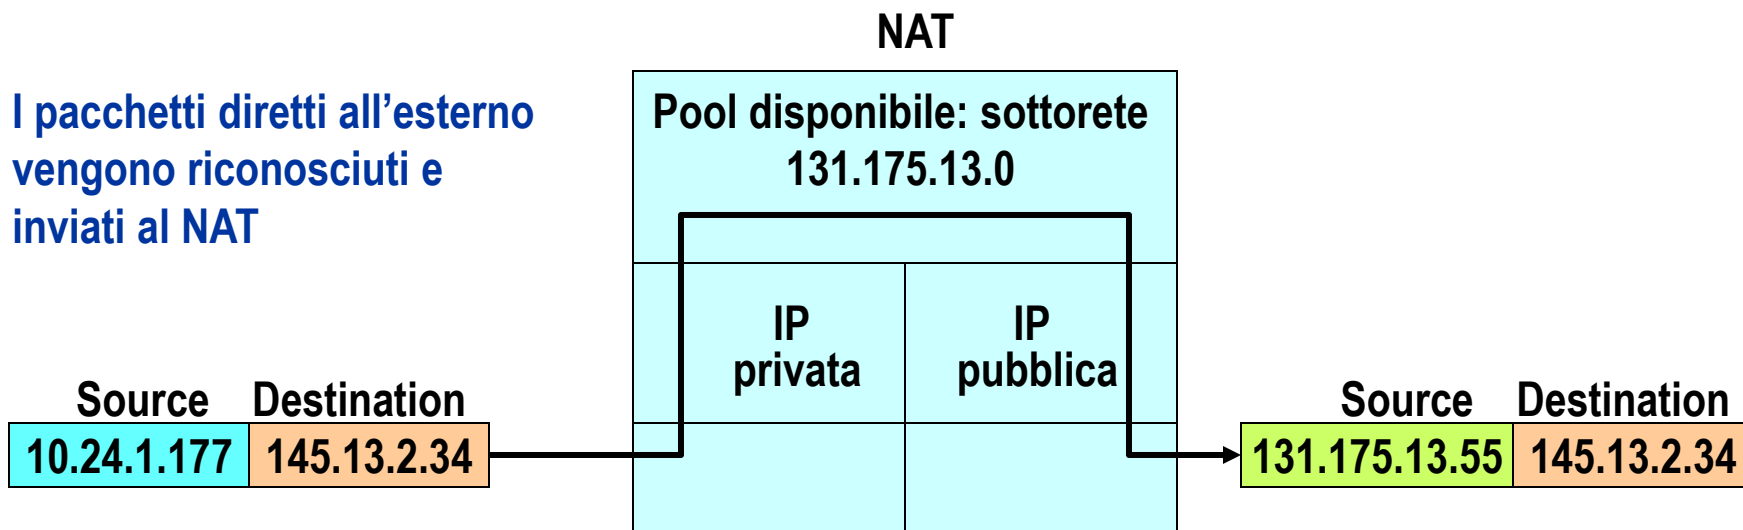 NAT
I pacchetti diretti all’esterno
vengono riconosciuti e
inviati al NAT
Pool disponibile: sottorete
131.175.13.0
IP
privata
IP
pubblica
Source Destination
10.24.1.177 145.13.2.34
Source Destination
131.175.13.55 145.13.2.34